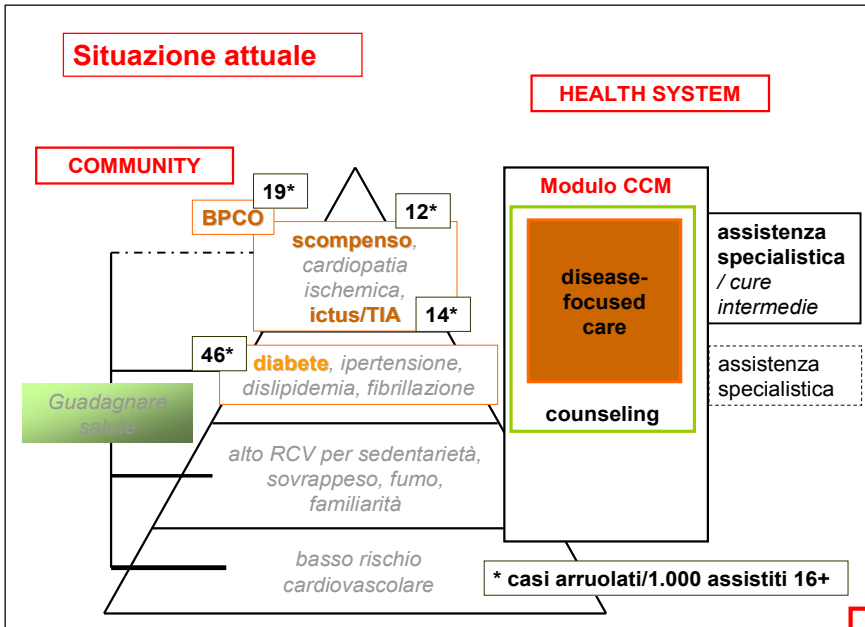 Situazione attuale
HEALTH SYSTEM
COMMUNITY
19*
BPCO
12*
scompenso,
cardiopatia
ischemica,
ictus/TIA
14*
46*
diabete, ipertensione,
dislipidemia, fibrillazione
Guadagnare
salute
alto RCV per sedentarietà,
sovrappeso, fumo,
familiarità
basso rischio
cardiovascolare
Modulo CCM
disease-
focused
care
counseling
assistenza
specialistica
/ cure
intermedie
assistenza
specialistica
* casi arruolati/1.000 assistiti 16+